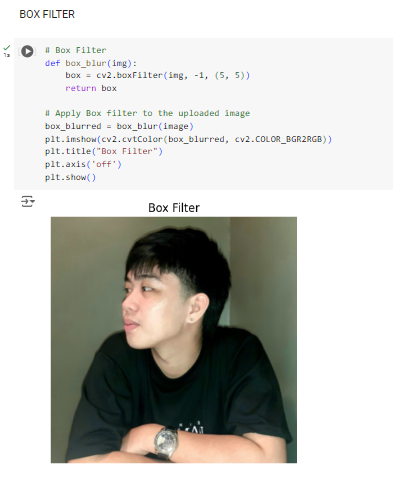 BOX FILTER
1s
# Box Filter
def box_blur(img):
    box = cv2.boxFilter(img, -1, (5, 5))
    return box
# Apply Box filter to the uploaded image
box_blurred = box_blur(image)
plt.imshow(cv2.cvtColor(box_blurred, cv2.COLOR_BGR2RGB))
plt.title("Box Filter")
plt.axis('off')
plt.show()
Box Filter